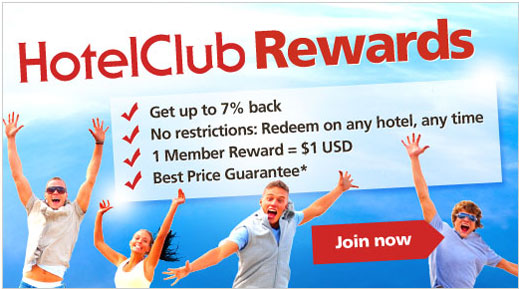 HotelClub Rewards
Get up to 7% back
No restrictions: Redeem on any hotel, any time
1 Member Reward = $1 USD
Best Price Guarantee*
Join now